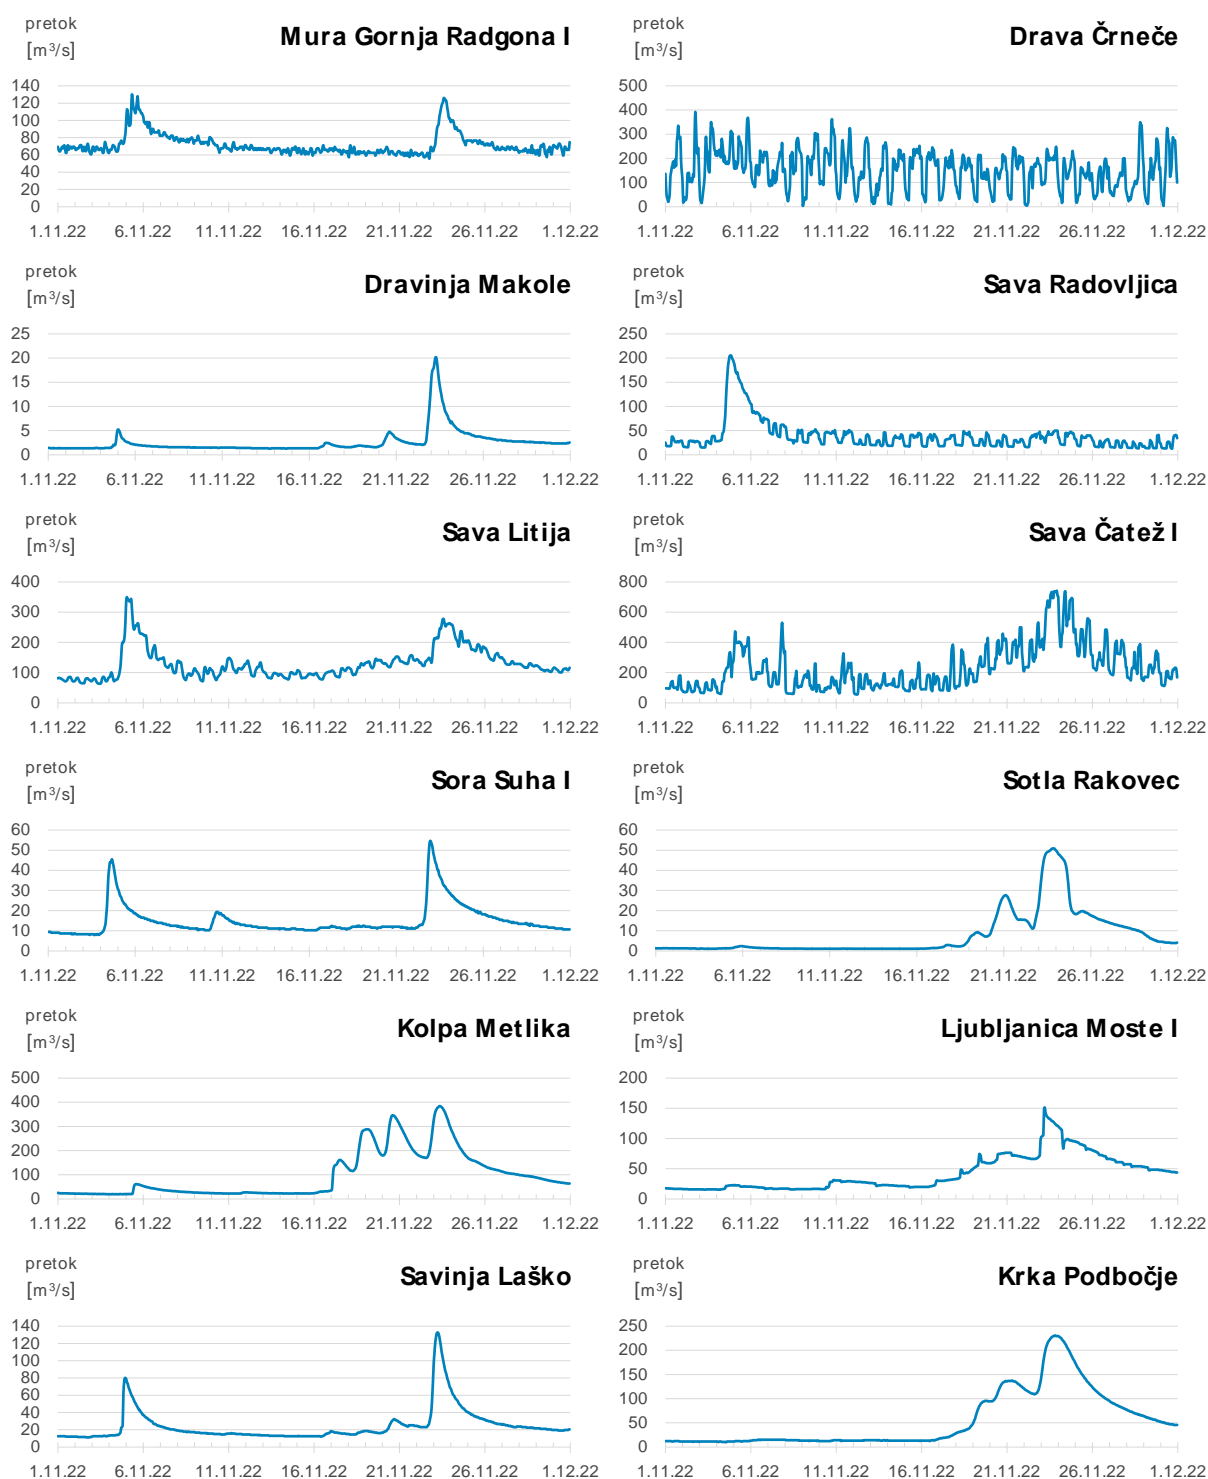 pretok
[m³/s]
Mura Gornja Radgona I
140
120
100
80
60
40
20
0
1.11.22 6.11.22 11.11.22 16.11.22 21.11.22 26.11.22 1.12.22
pretok
[m³/s]
Drava Črneče
500
400
300
200
100
0
1.11.22 6.11.22 11.11.22 16.11.22 21.11.22 26.11.22 1.12.22
pretok
[m³/s]
Dravinja Makole
25
20
15
10
5
0
1.11.22 6.11.22 11.11.22 16.11.22 21.11.22 26.11.22 1.12.22
pretok
[m³/s]
Sava Radovljica
250
200
150
100
50
0
1.11.22 6.11.22 11.11.22 16.11.22 21.11.22 26.11.22 1.12.22
pretok
[m³/s]
Sava Litija
400
300
200
100
0
1.11.22 6.11.22 11.11.22 16.11.22 21.11.22 26.11.22 1.12.22
pretok
[m³/s]
Sava Čatež I
800
600
400
200
0
1.11.22 6.11.22 11.11.22 16.11.22 21.11.22 26.11.22 1.12.22
pretok
[m³/s]
Sora Suha I
60
50
40
30
20
10
0
1.11.22 6.11.22 11.11.22 16.11.22 21.11.22 26.11.22 1.12.22
pretok
[m³/s]
Sotla Rakovec
60
50
40
30
20
10
0
1.11.22 6.11.22 11.11.22 16.11.22 21.11.22 26.11.22 1.12.22
pretok
[m³/s]
Kolpa Metlika
500
400
300
200
100
0
1.11.22 6.11.22 11.11.22 16.11.22 21.11.22 26.11.22 1.12.22
pretok
[m³/s]
Ljubljanica Moste I
200
150
100
50
0
1.11.22 6.11.22 11.11.22 16.11.22 21.11.22 26.11.22 1.12.22
pretok
[m³/s]
Savinja Laško
140
120
100
80
60
40
20
0
1.11.22 6.11.22 11.11.22 16.11.22 21.11.22 26.11.22 1.12.22
pretok
[m³/s]
Krka Podbočje
250
200
150
100
50
0
1.11.22 6.11.22 11.11.22 16.11.22 21.11.22 26.11.22 1.12.22